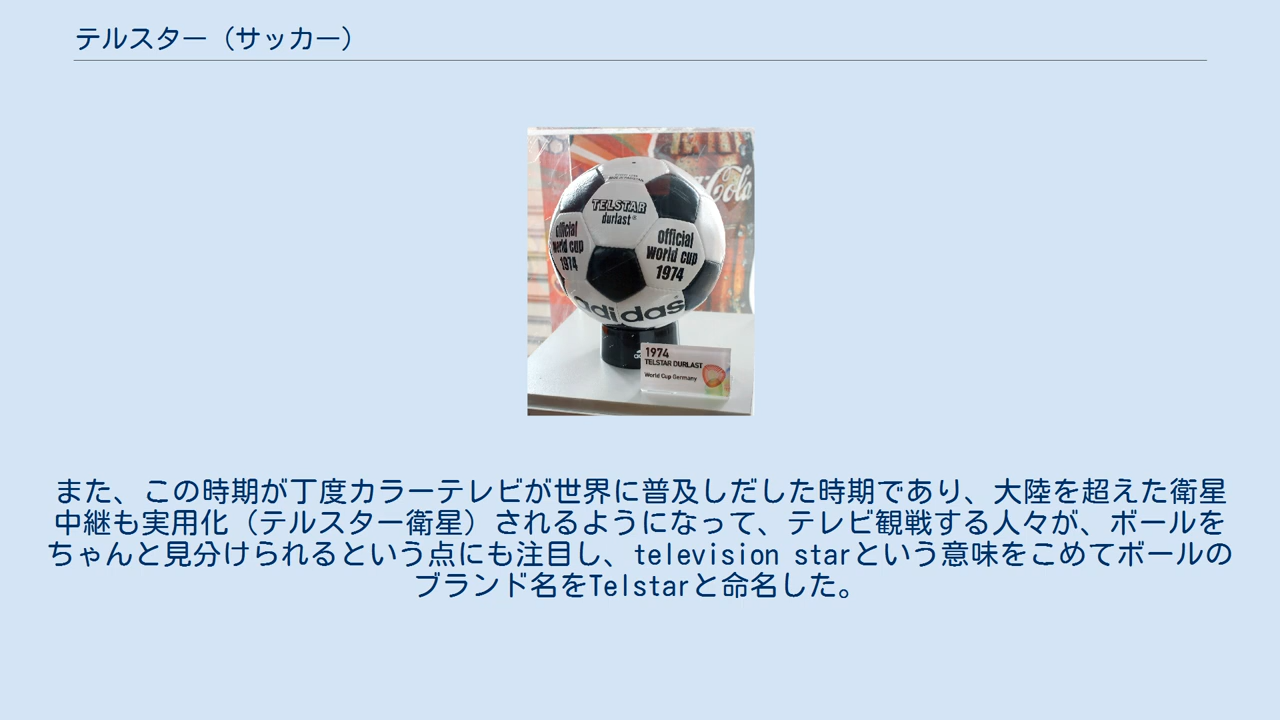 テルスター（サッカー）
TELSTAR
durlast
official
world cup
1974
official
world cup
1974
adidas
Cola
1974
TELSTAR DURLAST
World Cup Germany
また、この時期が丁度カラーテレビが世界に普及しだした時期であり、大陸を超えた衛星
中継も実用化（テルスター衛星）されるようになって、テレビ観戦する人々が、ボールを
ちゃんと見分けられるという点にも注目し、television starという意味をこめてボールの
ブランド名をTelstarと命名した。